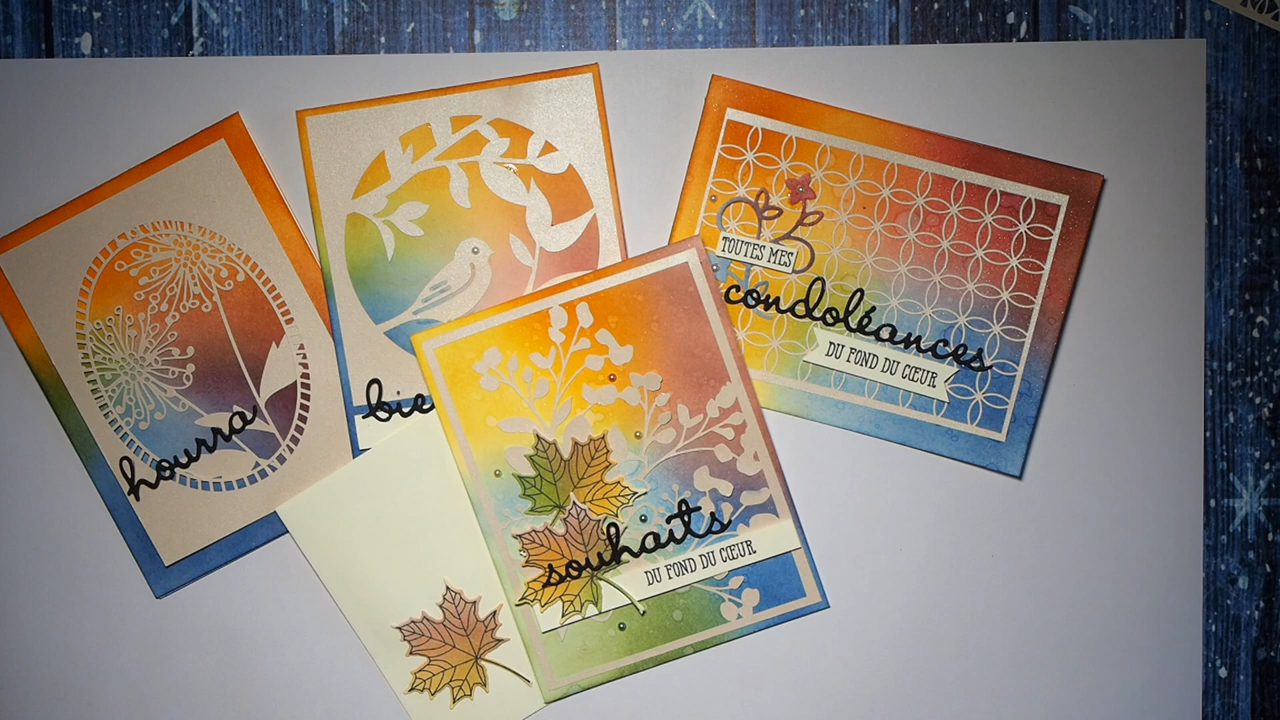 hourra
bie
TOUTES MES
condoléances
DU FOND DU CŒUR
souhaits
DU FOND DU CŒUR